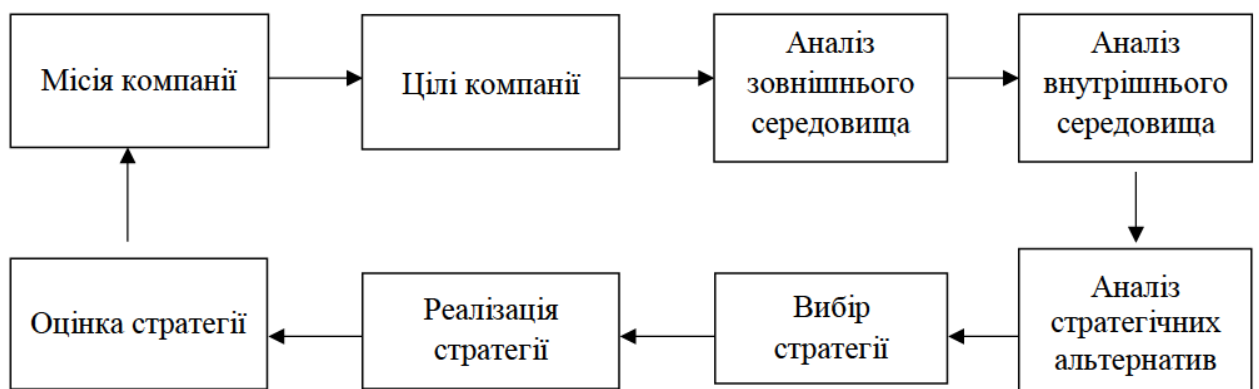 Місія компанії
Цілі компанії
Аналіз
зовнішнього
середовища
Аналіз
внутрішнього
середовища
Оцінка стратегії
Реалізація
стратегії
Вибір
стратегії
Аналіз
стратегічних
альтернатив